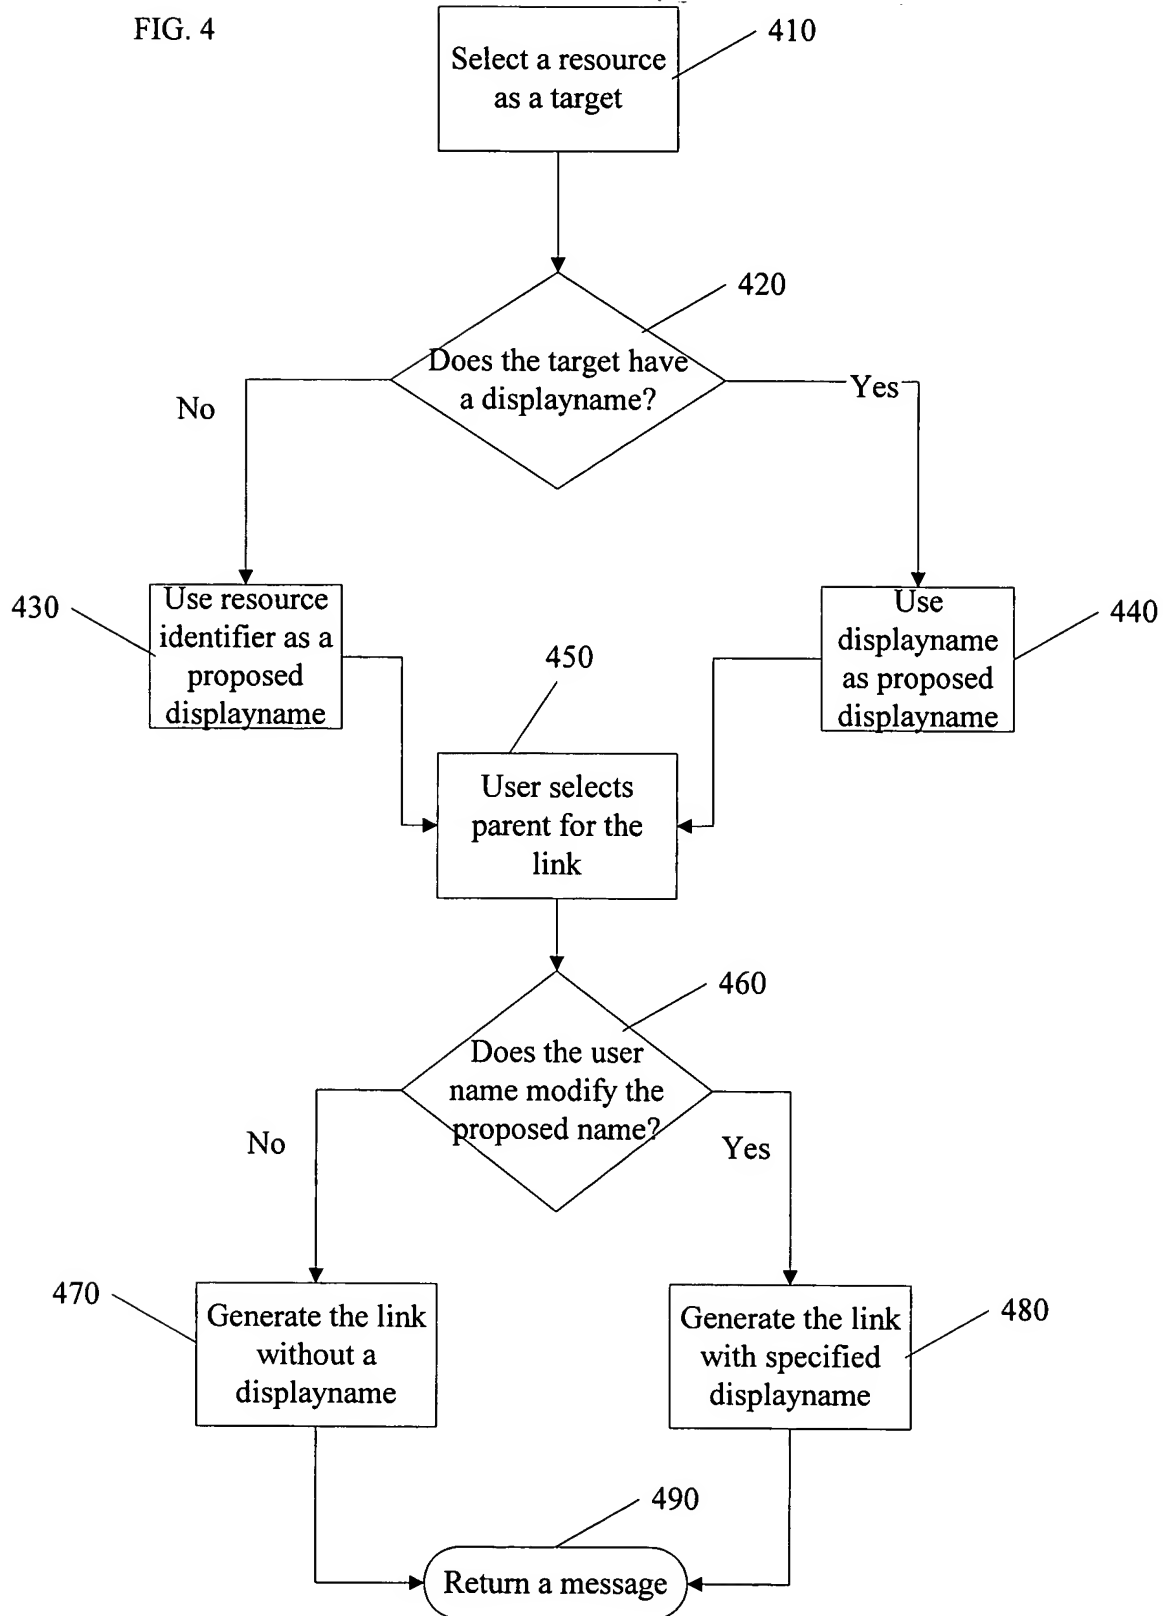 FIG. 4
410
Select a resource
as a target
420
Does the target have
a displayname?
No
Yes
430
Use resource
identifier as a
proposed
displayname
440
Use
displayname
as proposed
displayname
450
User selects
parent for the
link
460
Does the user
name modify the
proposed name?
No
Yes
470
Generate the link
without a
displayname
480
Generate the link
with specified
displayname
490
Return a message